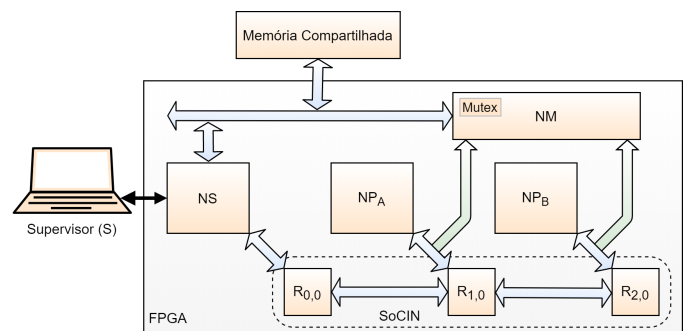 Memória Compartilhada
Mutex
NM
NS
NPA
NPB
Supervisor (S)
R0,0
R1,0
R2,0
SoCIN
FPGA